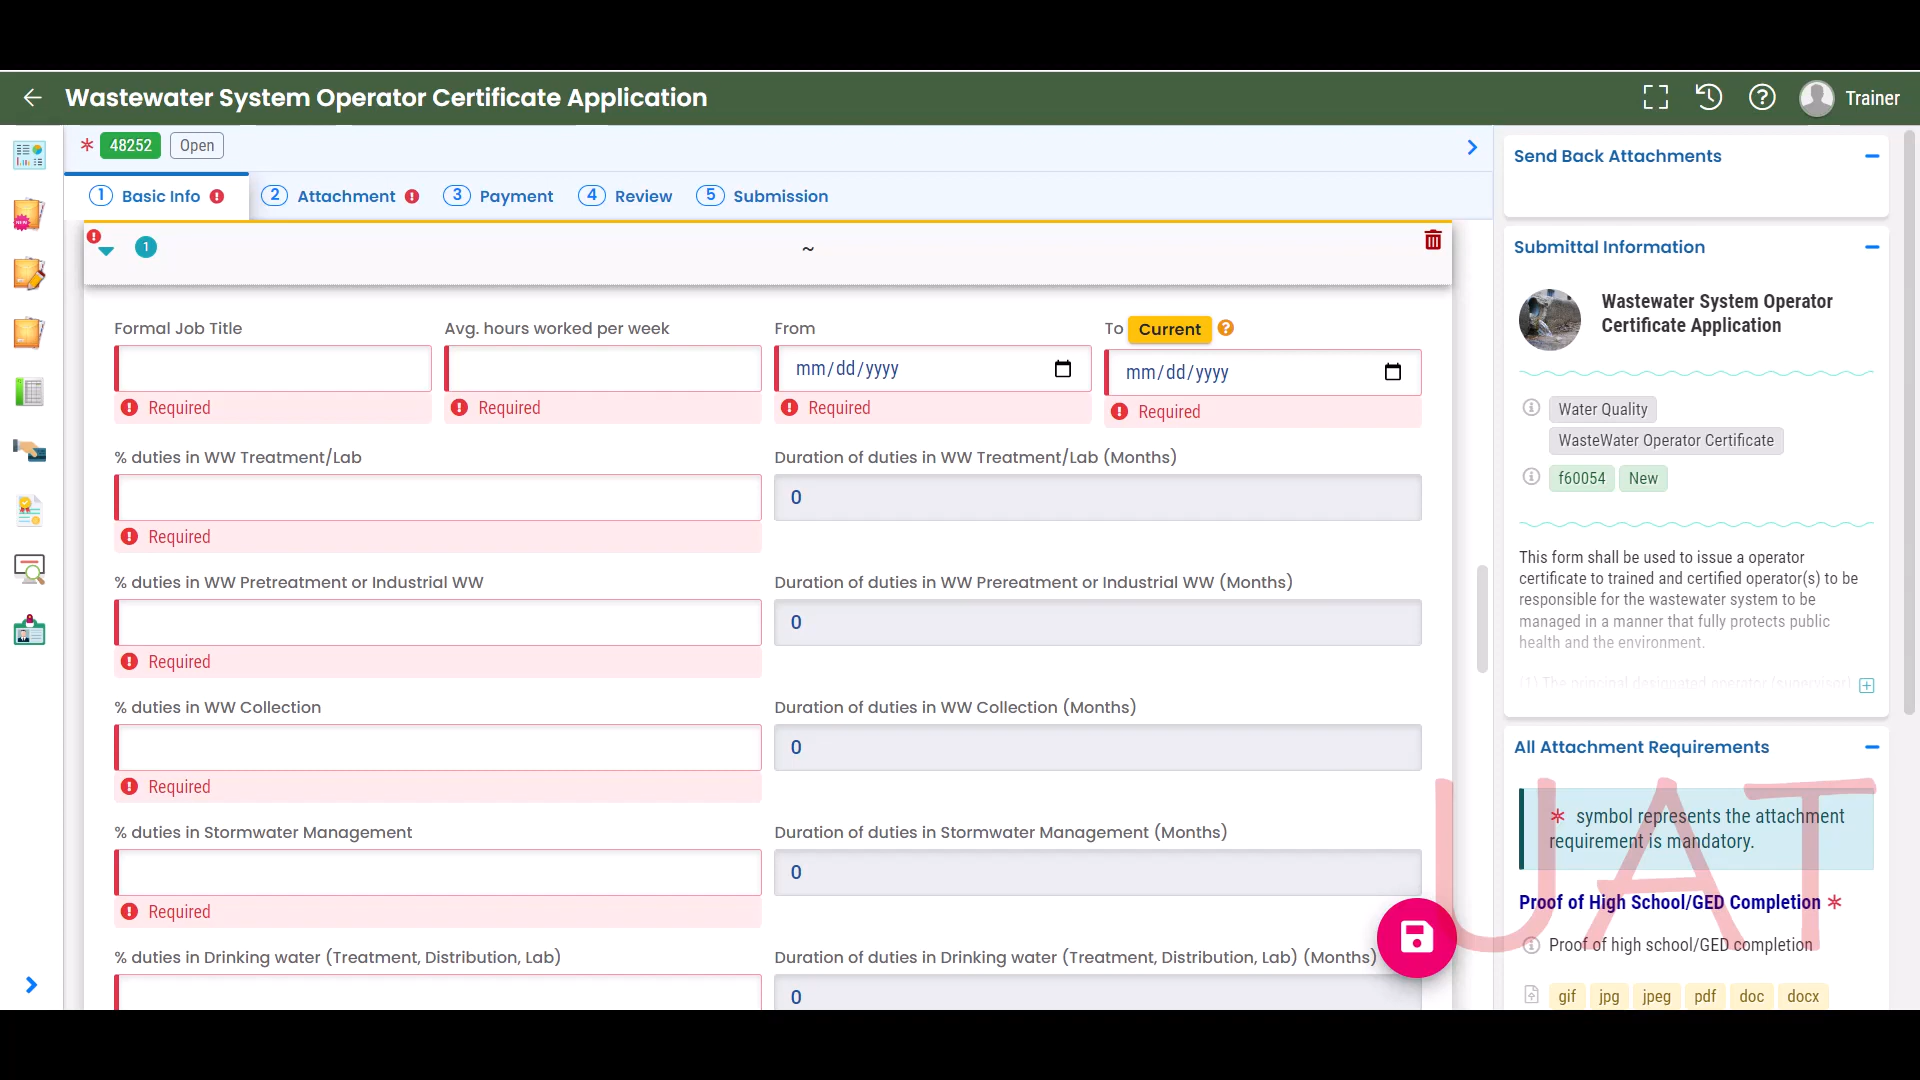 Wastewater System Operator Certificate Application
Trainer
* 48252 Open
1 Basic Info
2 Attachment
3 Payment
4 Review
5 Submission
1
~
Formal Job Title
Avg. hours worked per week
From
To Current
mm/dd/yyyy
mm/dd/yyyy
Required
Required
Required
Required
% duties in WW Treatment/Lab
Duration of duties in WW Treatment/Lab (Months)
0
Required
% duties in WW Pretreatment or Industrial WW
Duration of duties in WW Prereatment or Industrial WW (Months)
0
Required
% duties in WW Collection
Duration of duties in WW Collection (Months)
0
Required
% duties in Stormwater Management
Duration of duties in Stormwater Management (Months)
0
Required
% duties in Drinking water (Treatment, Distribution, Lab)
Duration of duties in Drinking water (Treatment, Distribution, Lab) (Months)
0
Send Back Attachments
Submittal Information
Wastewater System Operator
Certificate Application
Water Quality
WasteWater Operator Certificate
f60054 New
This form shall be used to issue a operator
certificate to trained and certified operator(s) to be
responsible for the wastewater system to be
managed in a manner that fully protects public
health and the environment.
(1) The principal designated operator (supervisor)
All Attachment Requirements
* symbol represents the attachment
requirement is mandatory.
Proof of High School/GED Completion *
Proof of high school/GED completion
gif jpg jpeg pdf doc docx
UAT